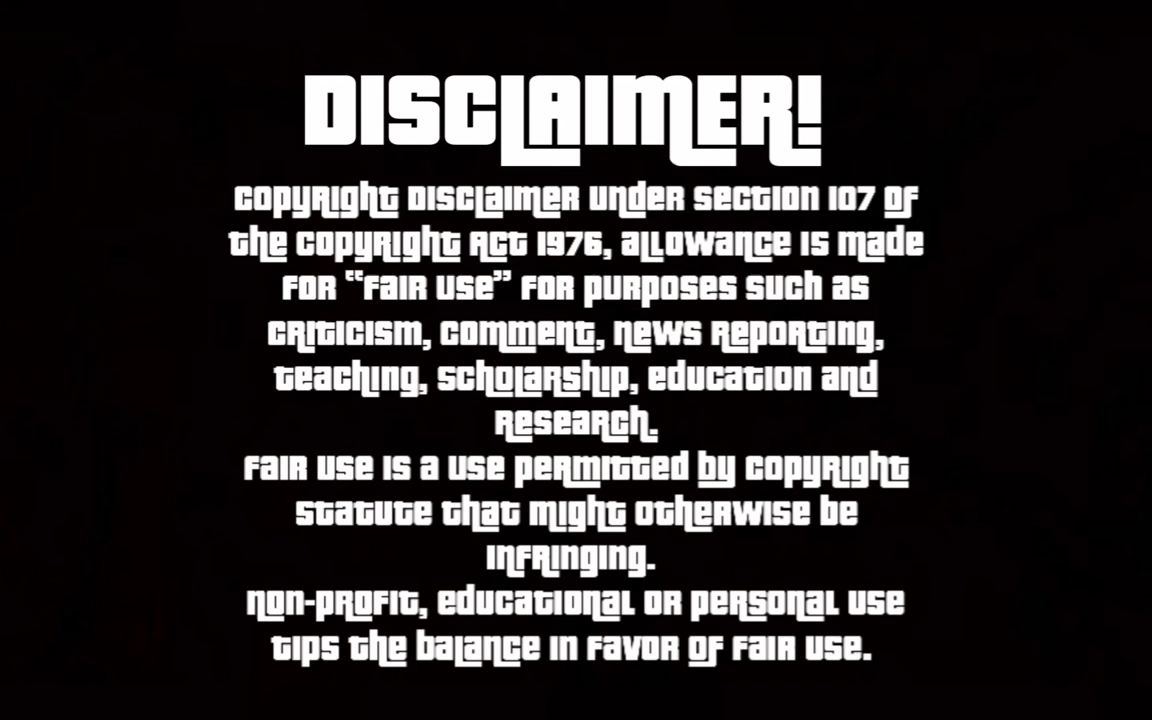 DISCLAIMER!
Copyright Disclaimer under section 107 of
the Copyright Act 1976, allowance is made
for “fair use” for purposes such as
criticism, comment, news reporting,
teaching, scholarship, education and
research.
Fair use is a use permitted by copyright
statute that might otherwise be
infringing.
Non-profit, educational or personal use
tips the balance in favor of fair use.